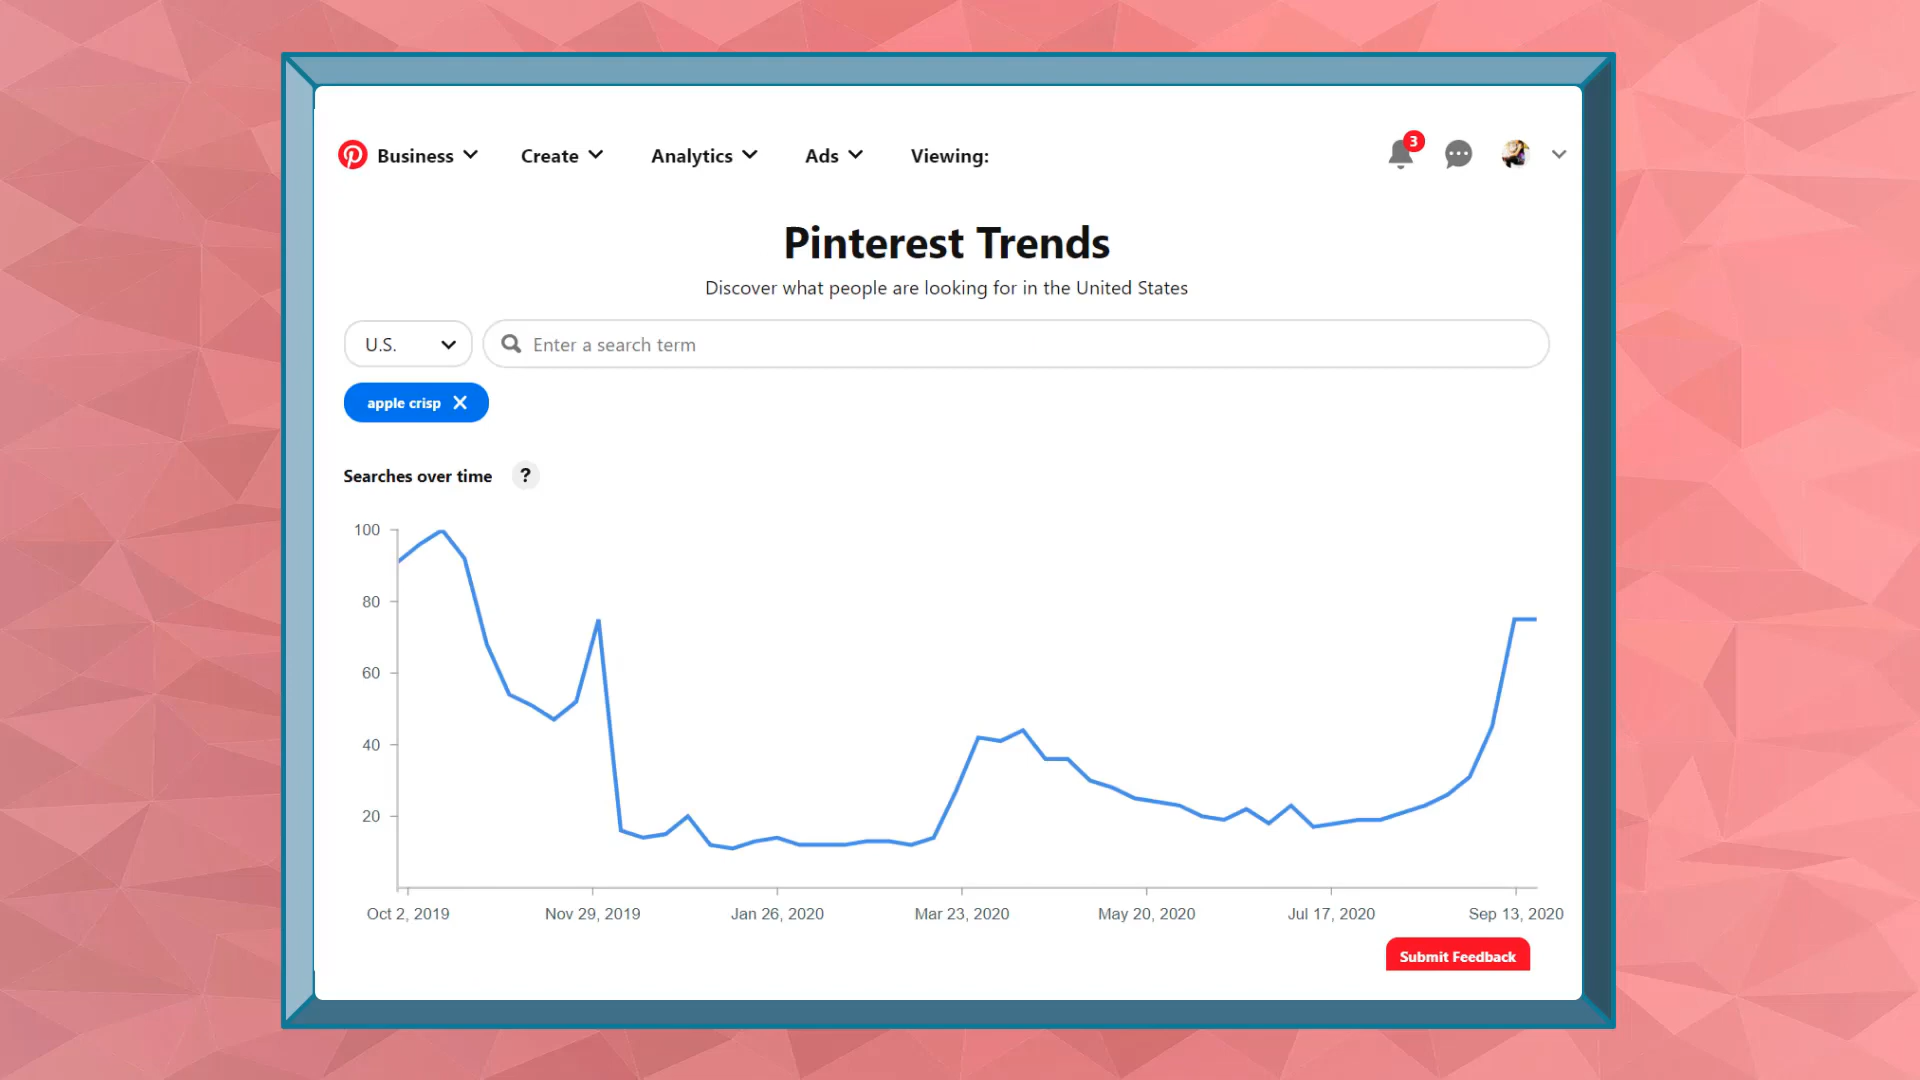 Business Create Analytics Ads Viewing: 3
Pinterest Trends
Discover what people are looking for in the United States
U.S. Enter a search term
apple crisp
Searches over time ?
100
80
60
40
20
Oct 2, 2019 Nov 29, 2019 Jan 26, 2020 Mar 23, 2020 May 20, 2020 Jul 17, 2020 Sep 13, 2020
Submit Feedback